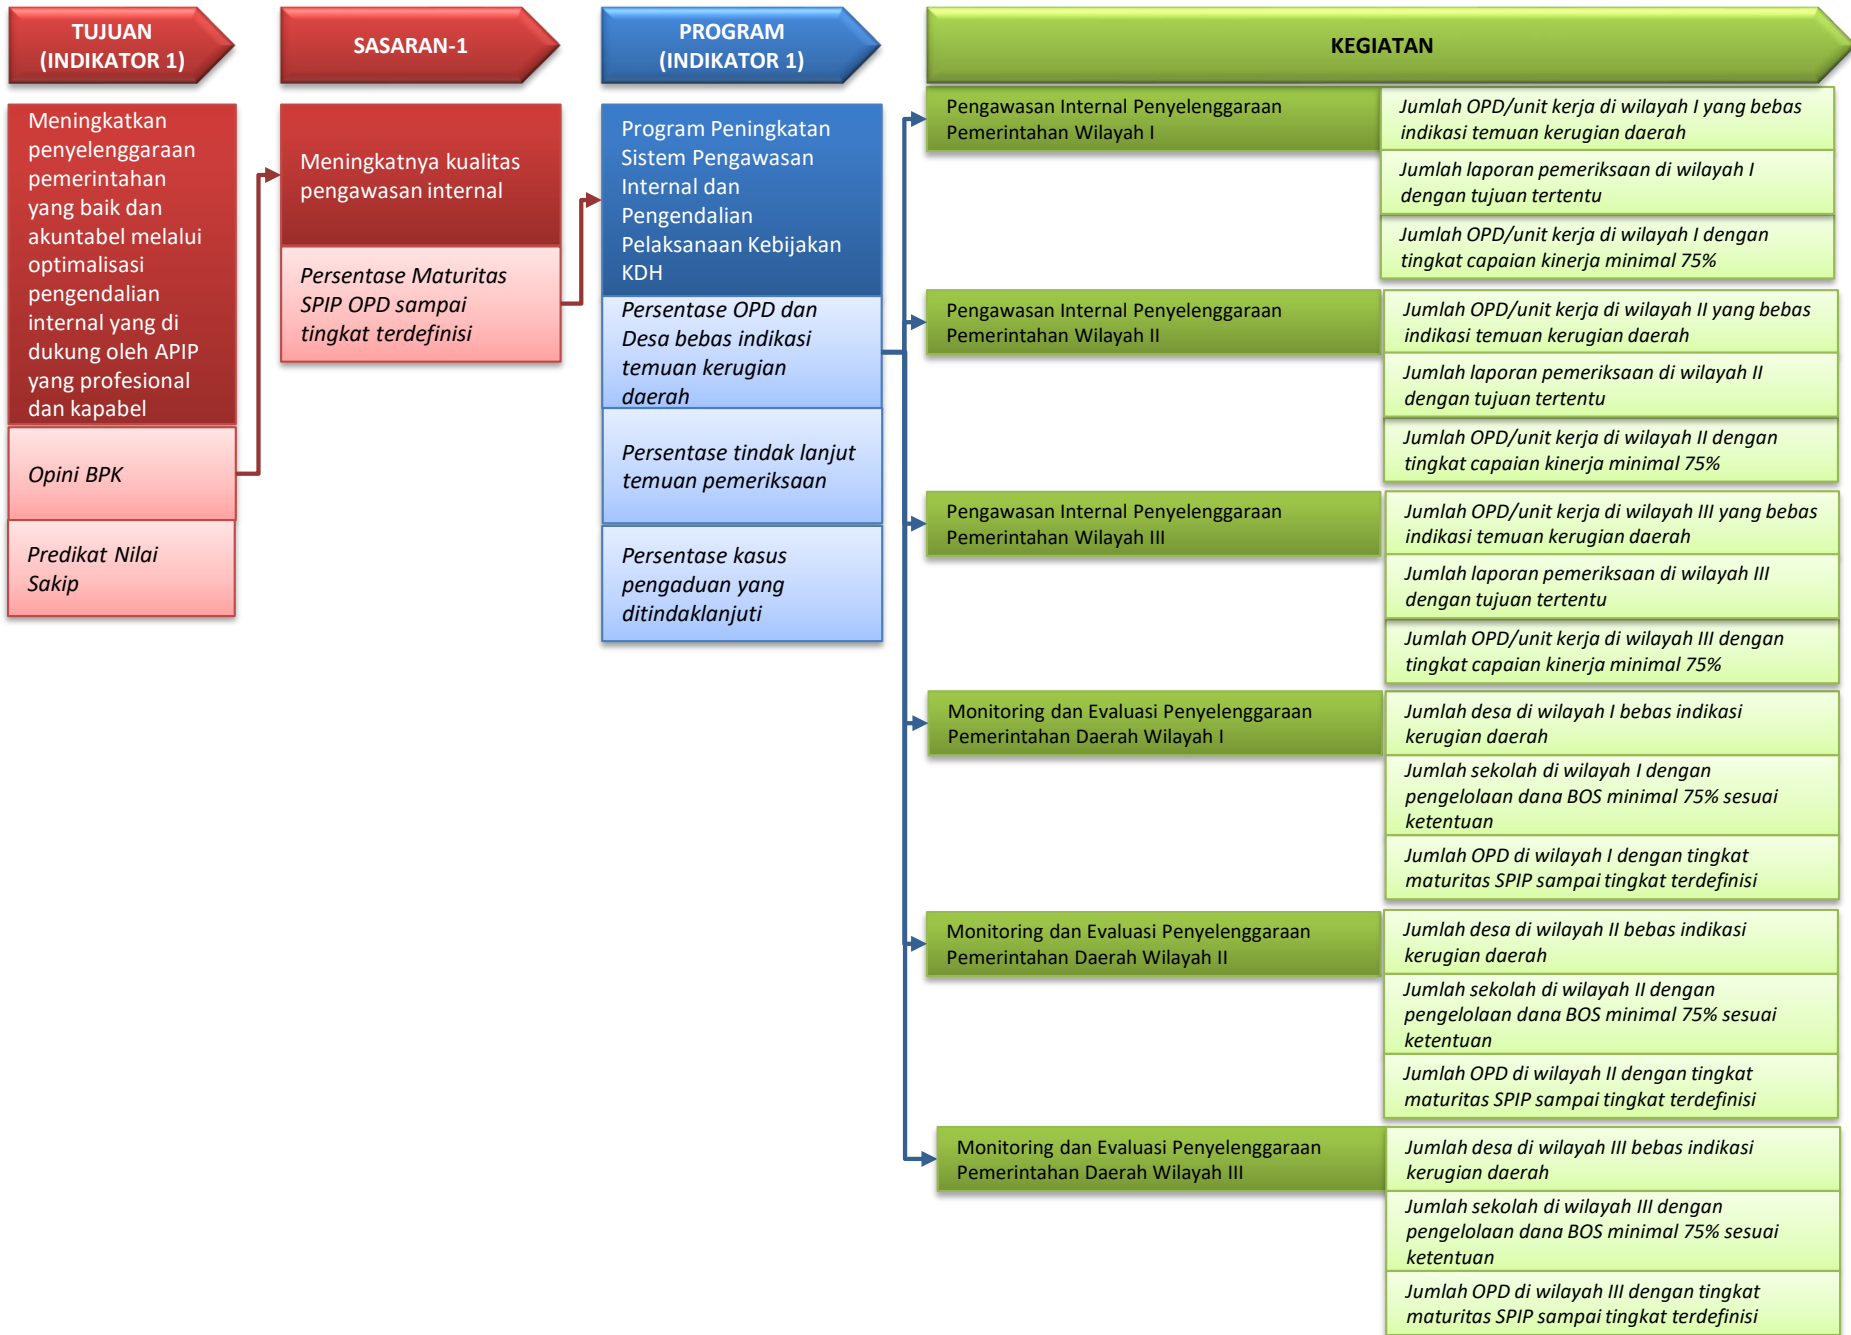 TUJUAN
(INDIKATOR 1)
SASARAN-1
PROGRAM
(INDIKATOR 1)
KEGIATAN
Meningkatkan
penyelenggaraan
pemerintahan
yang baik dan
akuntabel melalui
optimalisasi
pengendalian
internal yang di
dukung oleh APIP
yang profesional
dan kapabel
Opini BPK
Predikat Nilai
Sakip
Meningkatnya kualitas
pengawasan internal
Persentase Maturitas
SPIP OPD sampai
tingkat terdefinisi
Program Peningkatan
Sistem Pengawasan
Internal dan
Pengendalian
Pelaksanaan Kebijakan
KDH
Persentase OPD dan
Desa bebas indikasi
temuan kerugian
daerah
Persentase tindak lanjut
temuan pemeriksaan
Persentase kasus
pengaduan yang
ditindaklanjuti
Pengawasan Internal Penyelenggaraan
Pemerintahan Wilayah I
Jumlah OPD/unit kerja di wilayah I yang bebas
indikasi temuan kerugian daerah
Jumlah laporan pemeriksaan di wilayah I
dengan tujuan tertentu
Jumlah OPD/unit kerja di wilayah I dengan
tingkat capaian kinerja minimal 75%
Pengawasan Internal Penyelenggaraan
Pemerintahan Wilayah II
Jumlah OPD/unit kerja di wilayah II yang bebas
indikasi temuan kerugian daerah
Jumlah laporan pemeriksaan di wilayah II
dengan tujuan tertentu
Jumlah OPD/unit kerja di wilayah II dengan
tingkat capaian kinerja minimal 75%
Pengawasan Internal Penyelenggaraan
Pemerintahan Wilayah III
Jumlah OPD/unit kerja di wilayah III yang bebas
indikasi temuan kerugian daerah
Jumlah laporan pemeriksaan di wilayah III
dengan tujuan tertentu
Jumlah OPD/unit kerja di wilayah III dengan
tingkat capaian kinerja minimal 75%
Monitoring dan Evaluasi Penyelenggaraan
Pemerintahan Daerah Wilayah I
Jumlah desa di wilayah I bebas indikasi
kerugian daerah
Jumlah sekolah di wilayah I dengan
pengelolaan dana BOS minimal 75% sesuai
ketentuan
Jumlah OPD di wilayah I dengan tingkat
maturitas SPIP sampai tingkat terdefinisi
Monitoring dan Evaluasi Penyelenggaraan
Pemerintahan Daerah Wilayah II
Jumlah desa di wilayah II bebas indikasi
kerugian daerah
Jumlah sekolah di wilayah II dengan
pengelolaan dana BOS minimal 75% sesuai
ketentuan
Jumlah OPD di wilayah II dengan tingkat
maturitas SPIP sampai tingkat terdefinisi
Monitoring dan Evaluasi Penyelenggaraan
Pemerintahan Daerah Wilayah III
Jumlah desa di wilayah III bebas indikasi
kerugian daerah
Jumlah sekolah di wilayah III dengan
pengelolaan dana BOS minimal 75% sesuai
ketentuan
Jumlah OPD di wilayah III dengan tingkat
maturitas SPIP sampai tingkat terdefinisi